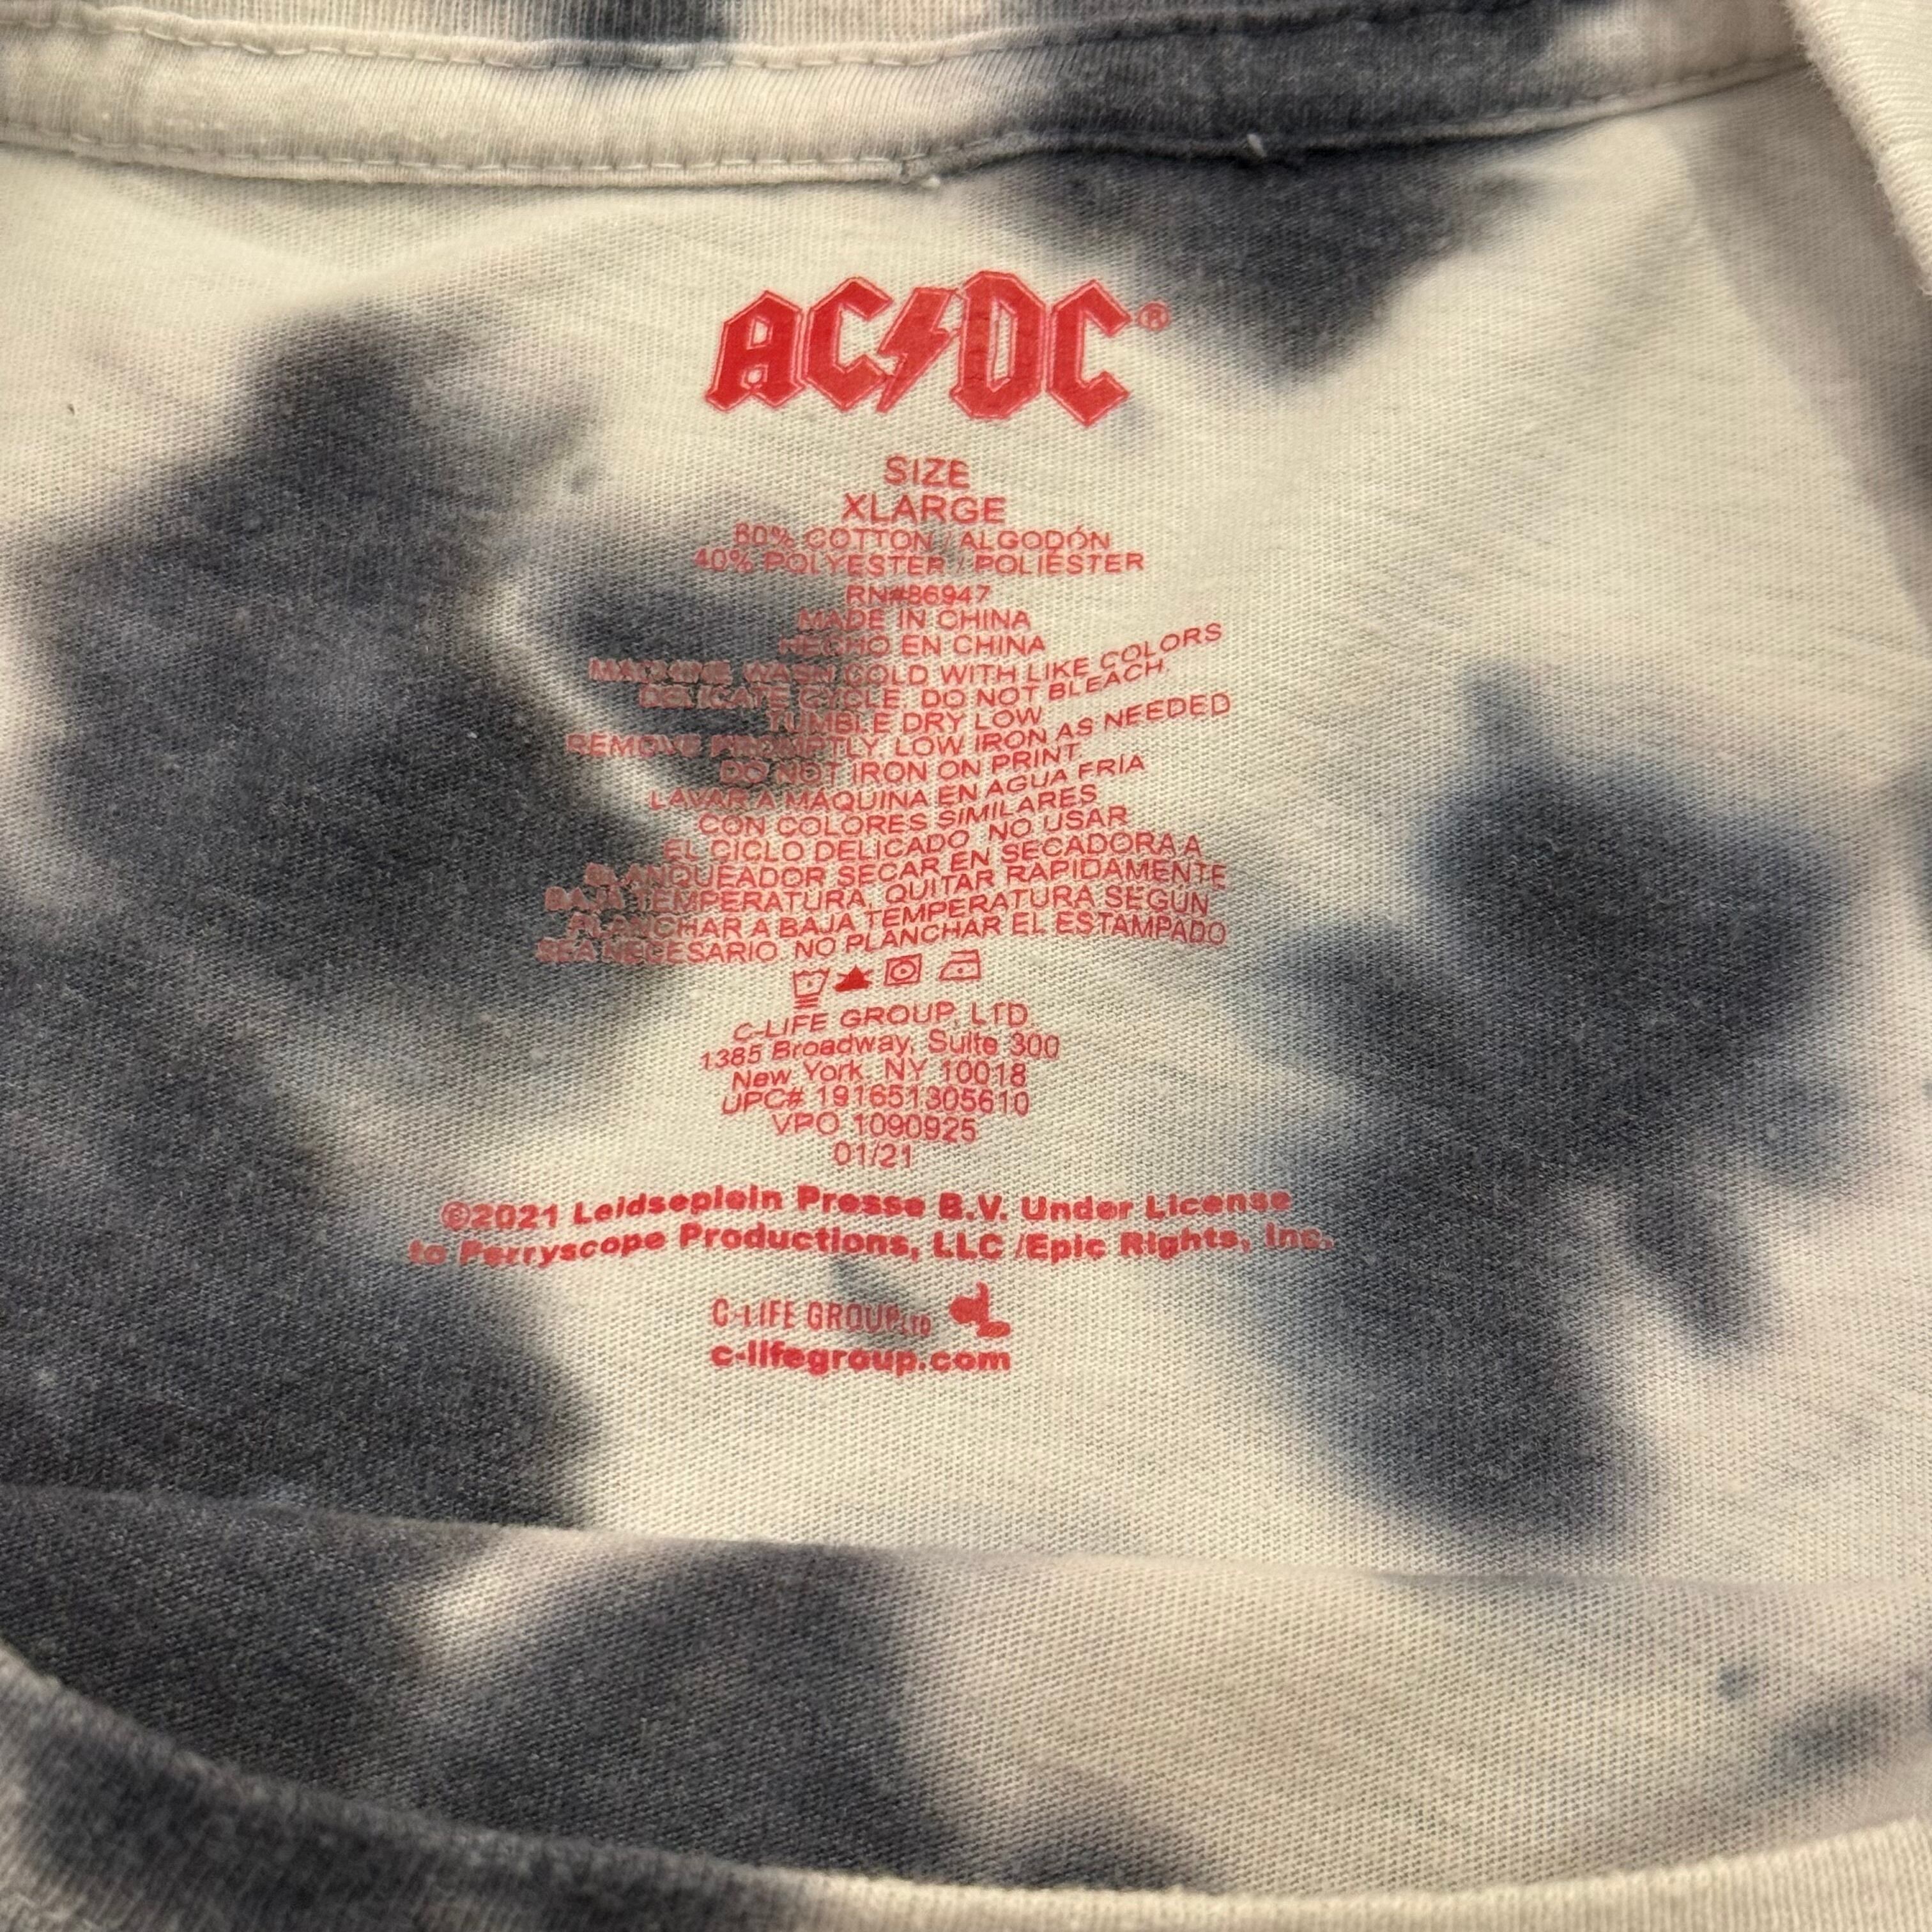 AC⚡DC®
SIZE
XLARGE
60% COTTON / ALGODÓN
40% POLYESTER / POLIÉSTER
RN#86947
MADE IN CHINA
HECHO EN CHINA
MACHINE WASH COLD WITH LIKE COLORS
DELICATE CYCLE, DO NOT BLEACH.
TUMBLE DRY LOW
REMOVE PROMPTLY, LOW IRON AS NEEDED
DO NOT IRON ON PRINT.
LAVAR A MÁQUINA EN AGUA FRÍA
CON COLORES SIMILARES
EL CICLO DELICADO, NO USAR
BLANQUEADOR SECAR EN SECADORA A
BAJA TEMPERATURA, QUITAR RÁPIDAMENTE
PLANCHAR A BAJA TEMPERATURA SEGÚN
SEA NECESARIO. NO PLANCHAR EL ESTAMPADO
C-LIFE GROUP, LTD
1385 Broadway, Suite 300
New York, NY 10018
UPC# 191651305610
VPO 1090925
01/21
©2021 Leidseplein Presse B.V. Under License
to Perryscope Productions, LLC /Epic Rights, Inc.
C-LIFE GROUP, LTD
c-lifegroup.com